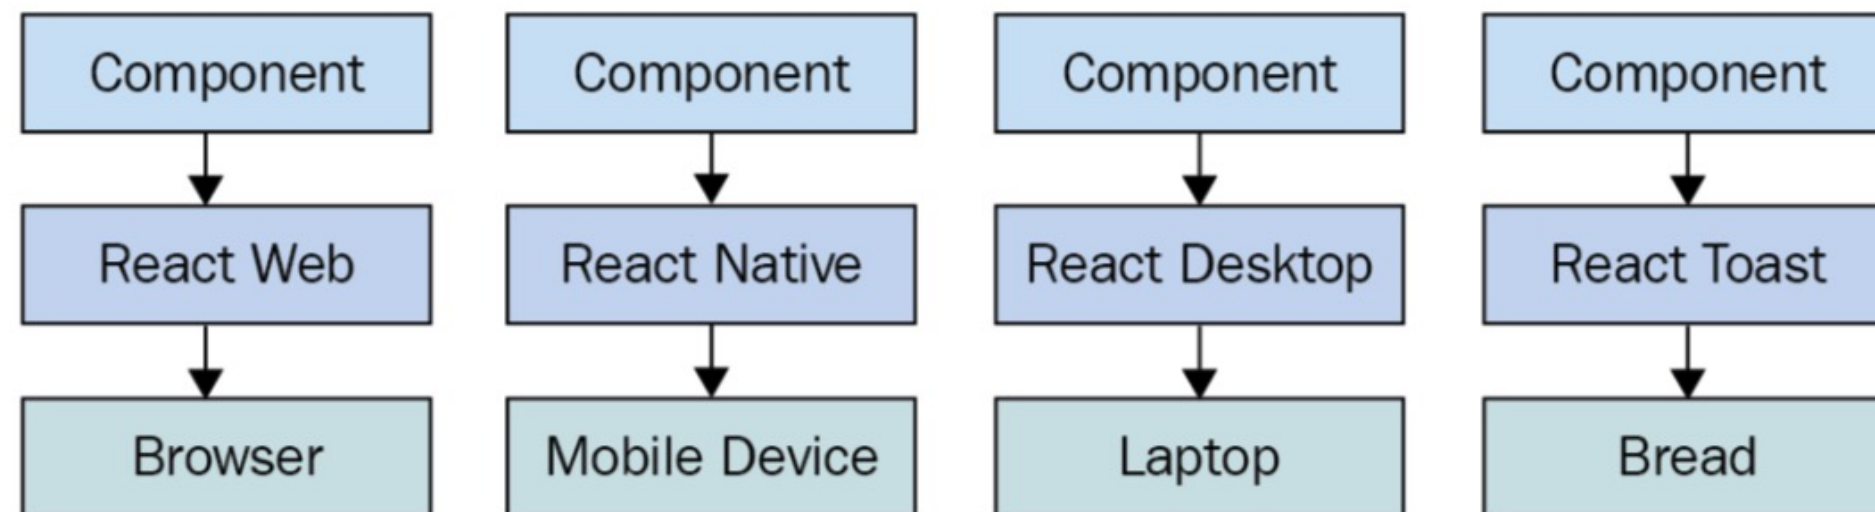 Component
Component
Component
Component
React Web
React Native
React Desktop
React Toast
Browser
Mobile Device
Laptop
Bread